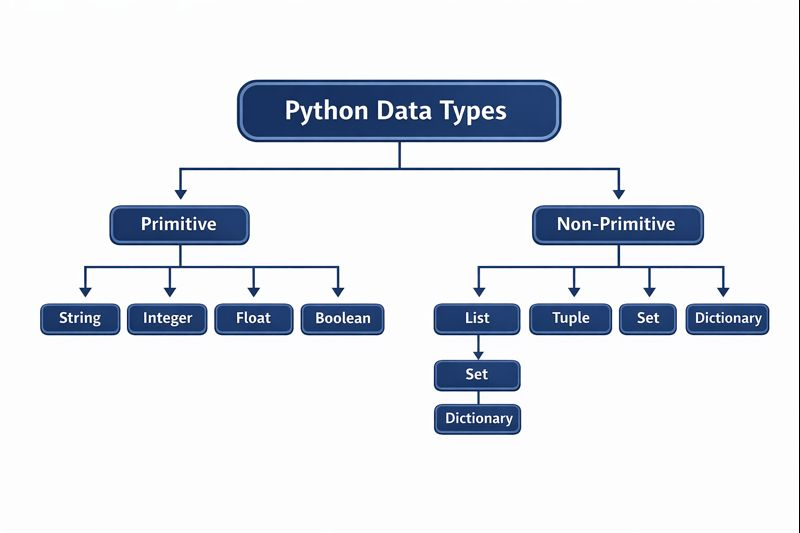 Python Data Types
Primitive
Non-Primitive
String
Integer
Float
Boolean
List
Tuple
Set
Dictionary
Set
Dictionary